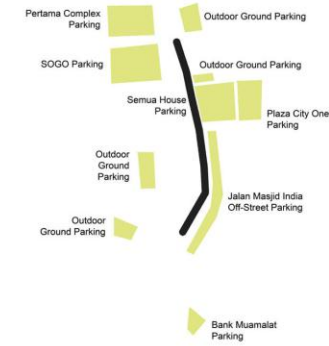 Pertama Complex
Parking
Outdoor Ground Parking
SOGO Parking
Outdoor Ground Parking
Semua House
Parking
Plaza City One
Parking
Outdoor
Ground
Parking
Jalan Masjid India
Off-Street Parking
Outdoor
Ground Parking
Bank Muamalat
Parking